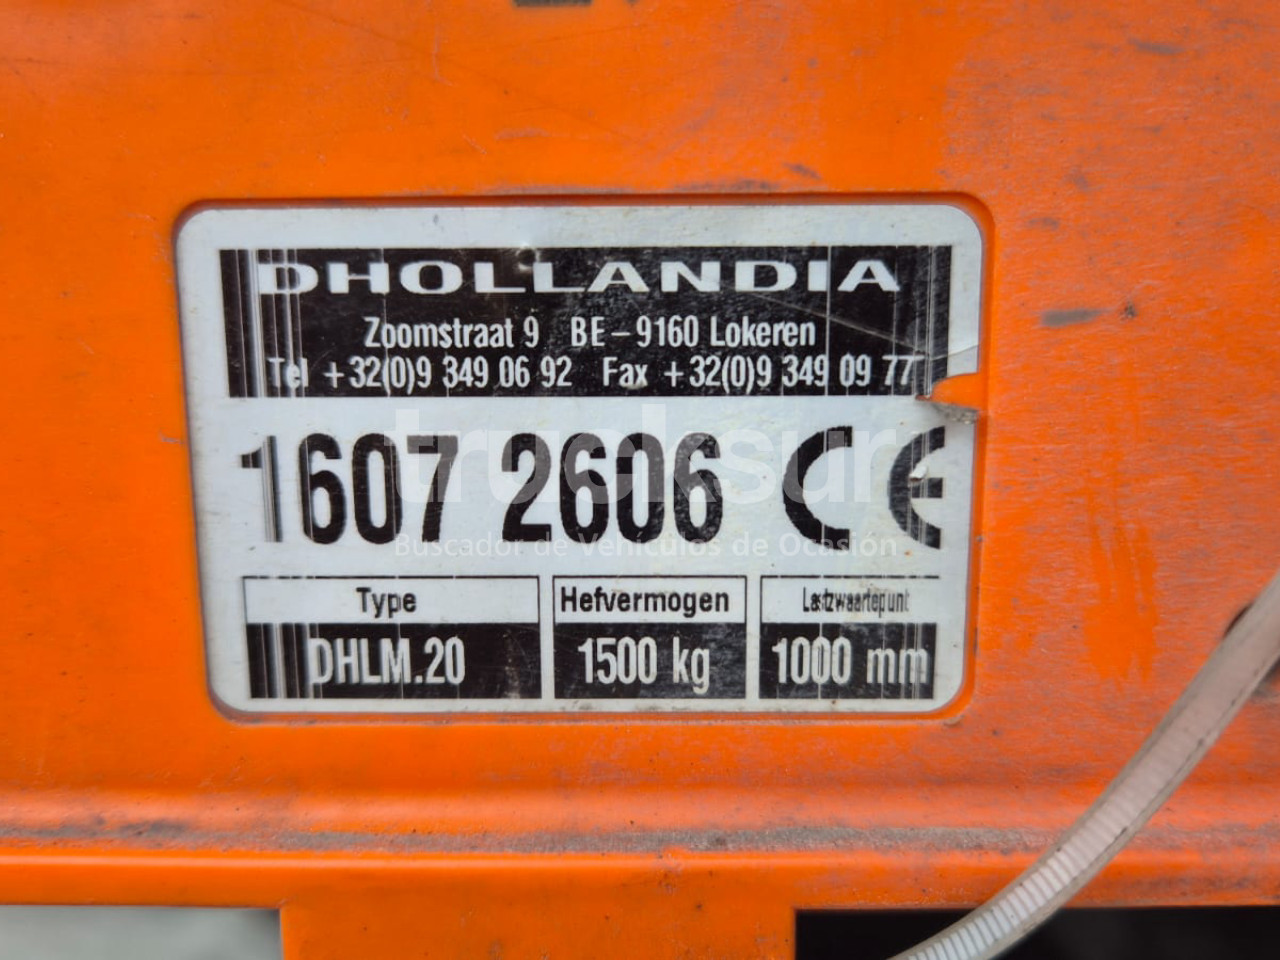 DHOLLANDIA
Zoomstraat 9 BE-9160 Lokeren
Tel +32(0)9 349 06 92 Fax +32(0)9 349 09 77
1607 2606 CE
trucksur
Buscador de Vehículos de Ocasión
Type Hefvermogen Lastzwaartepunt
DHLM.20 1500 kg 1000 mm